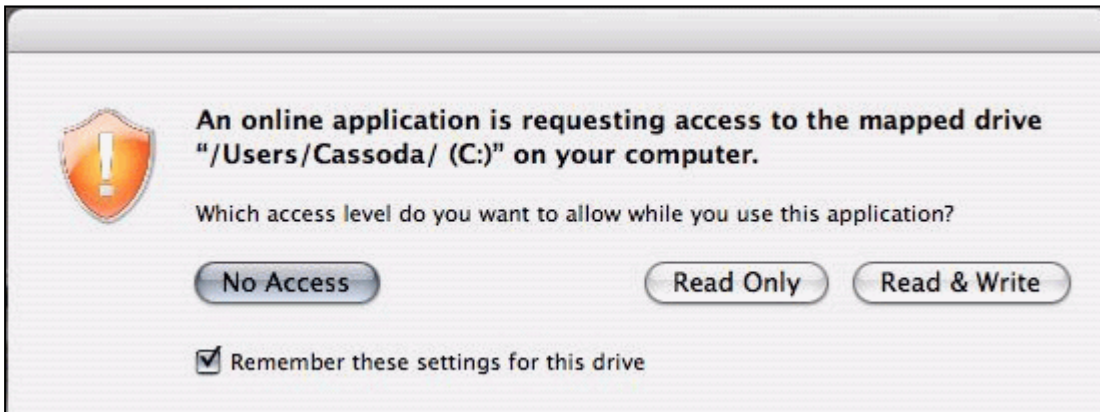 An online application is requesting access to the mapped drive
“/Users/Cassoda/ (C:)” on your computer.
Which access level do you want to allow while you use this application?
No Access Read Only Read & Write
Remember these settings for this drive